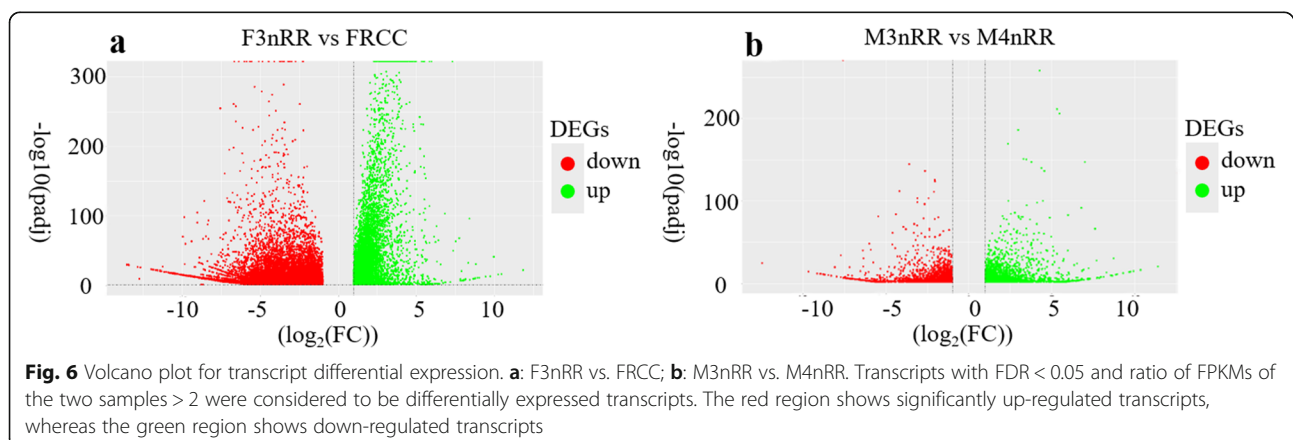 a
F3nRR vs FRCC
300
200
100
0
-log10(padj)
-10 -5 0 5 10
(log₂(FC))
DEGs
down
up
b
M3nRR vs M4nRR
200
100
0
-log10(padj)
-10 -5 0 5 10
(log₂(FC))
DEGs
down
up
Fig. 6 Volcano plot for transcript differential expression. a: F3nRR vs. FRCC; b: M3nRR vs. M4nRR. Transcripts with FDR < 0.05 and ratio of FPKMs of
the two samples > 2 were considered to be differentially expressed transcripts. The red region shows significantly up-regulated transcripts,
whereas the green region shows down-regulated transcripts